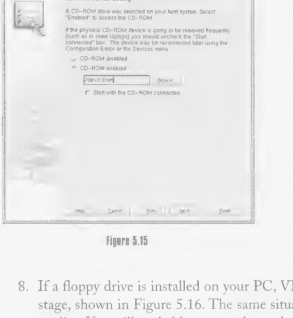 A CD-ROM drive was detected on your host system. Select
"Enabled" to access the CD-ROM.
If the physical CD-ROM device is going to be removed frequently
(such as in some laptops) you should uncheck the "Start
connected" box. The device may be reconnected later using the
Configuration Editor or the Devices menu.
CD-ROM disabled
CD-ROM enabled
/dev/cdrom
Start with the CD-ROM connected
Help Cancel Prev Next Finish
Figure 5.15
8. If a floppy drive is installed on your PC,
stage, shown in Figure 5.16. The same